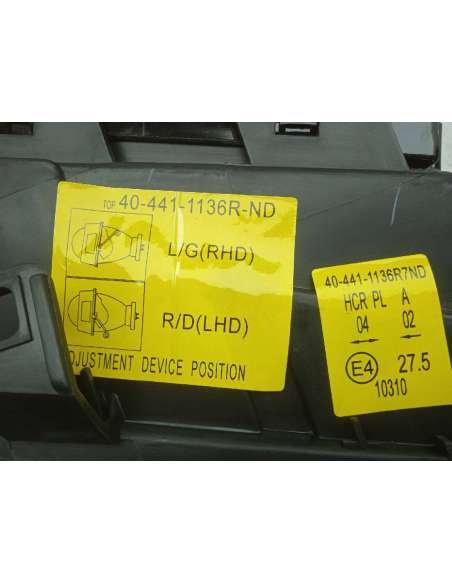 TOP 40-441-1136R-ND
L/G(RHD)
R/D(LHD)
DJUSTMENT DEVICE POSITION
40-441-1136R7ND
HCR PL A
04 02
↔ ←
E4 27.5
10310